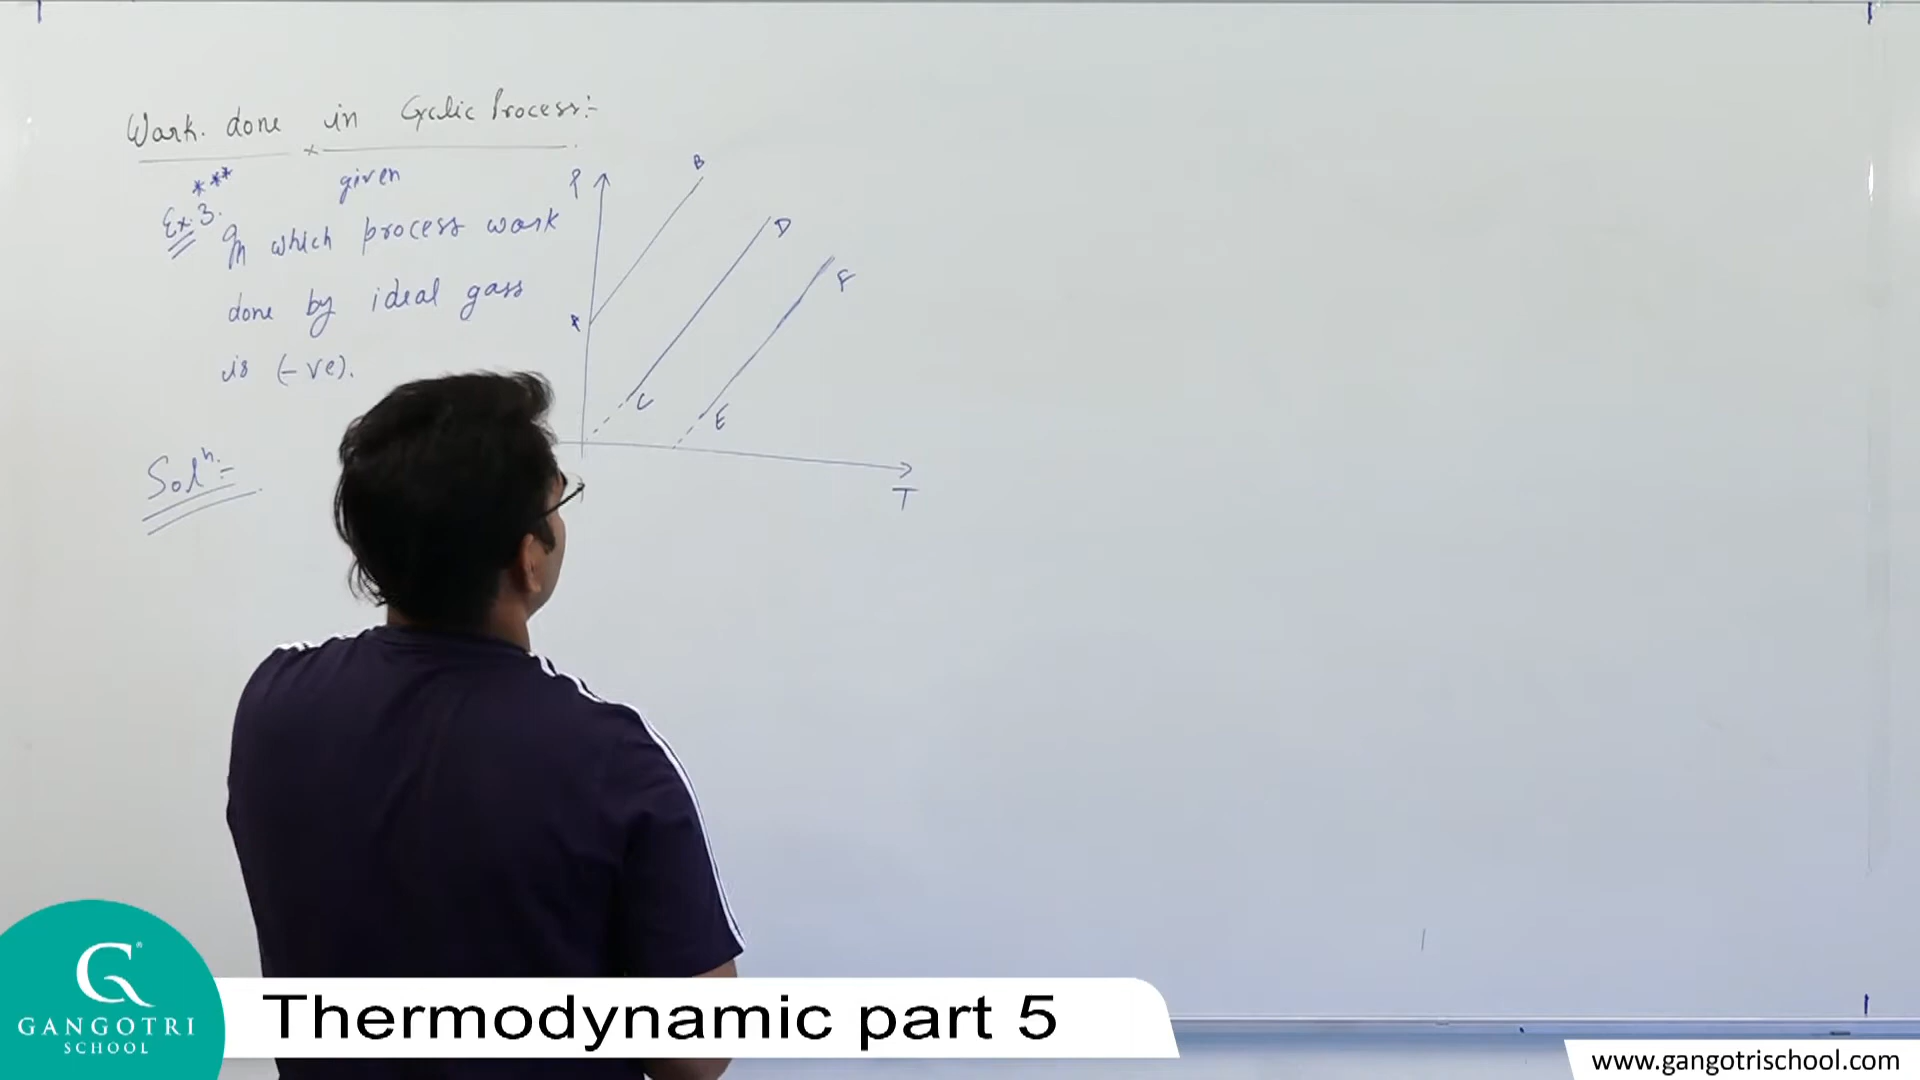 Work. done in Cyclic Process:-
***
given
Ex.3. In which process work
done by ideal gass
is (-ve).
Solⁿ:-
P
B
D
F
A
C
E
T
GANGOTRI
SCHOOL
Thermodynamic part 5
www.gangotrischool.com